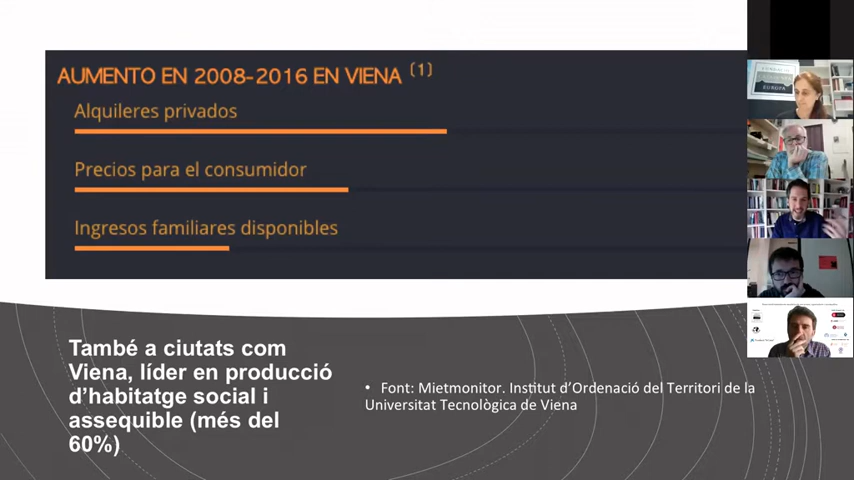 AUMENTO EN 2008-2016 EN VIENA (1)
Alquileres privados
Precios para el consumidor
Ingresos familiares disponibles
També a ciutats com
Viena, líder en producció
d'habitatge social i
assequible (més del
60%)
• Font: Mietmonitor. Institut d'Ordenació del Territori de la
Universitat Tecnològica de Viena
EUROPA